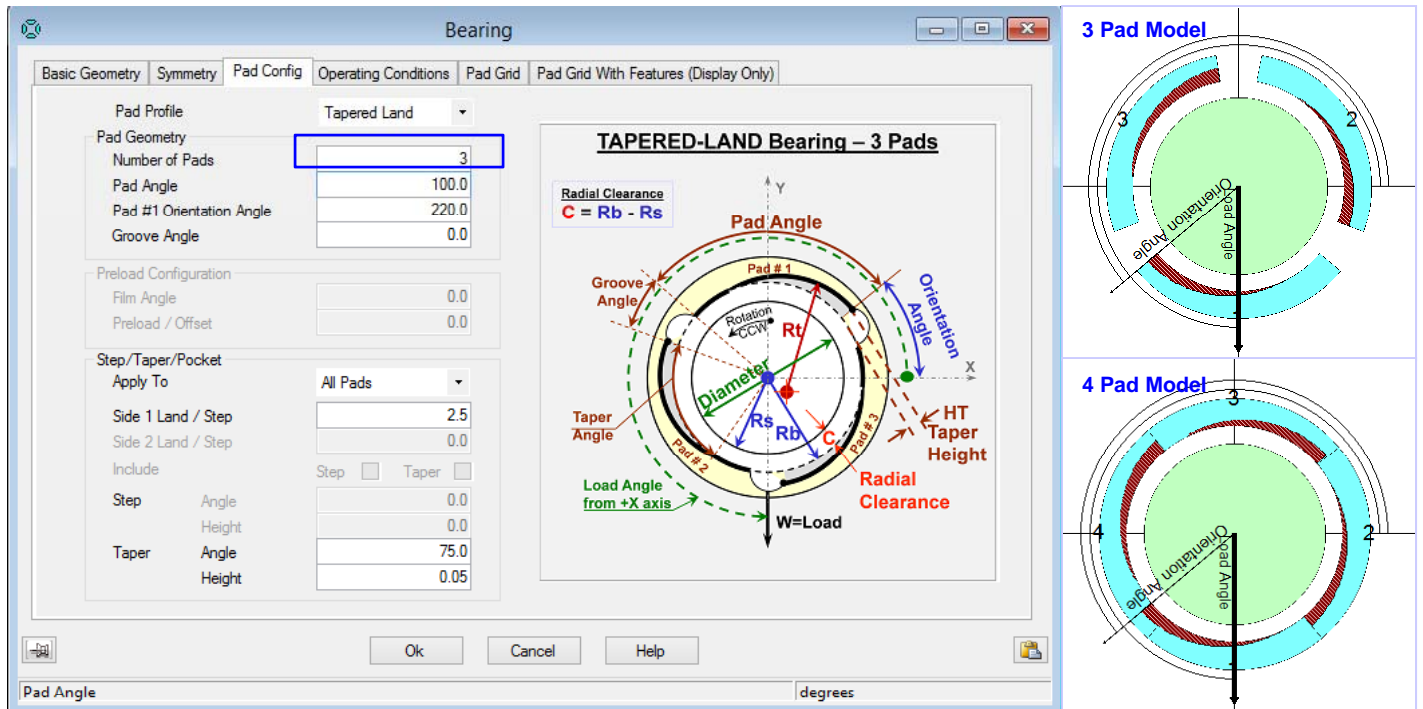 Bearing
Basic Geometry Symmetry Pad Config Operating Conditions Pad Grid Pad Grid With Features (Display Only)
Pad Profile Tapered Land
Pad Geometry
Number of Pads 3
Pad Angle 100.0
Pad #1 Orientation Angle 220.0
Groove Angle 0.0
Preload Configuration
Film Angle 0.0
Preload / Offset 0.0
Step/Taper/Pocket
Apply To All Pads
Side 1 Land / Step 2.5
Side 2 Land / Step 0.0
Include Step Taper
Step Angle 0.0
Height 0.0
Taper Angle 75.0
Height 0.05
TAPERED-LAND Bearing – 3 Pads
Radial Clearance
C = Rb - Rs
Y
Pad Angle
Pad # 1
Groove
Angle
Orientation
Angle
Rotation
CCW
Rt
X
Diameter
HT
Taper
Height
Taper
Angle
Rs
Rb
C
Pad # 2
Pad # 3
Load Angle
from +X axis
Radial
Clearance
W=Load
Ok Cancel Help
Pad Angle degrees
3 Pad Model
3
2
Orientation Angle
Load Angle
1
4 Pad Model
3
4
2
Orientation Angle
Load Angle